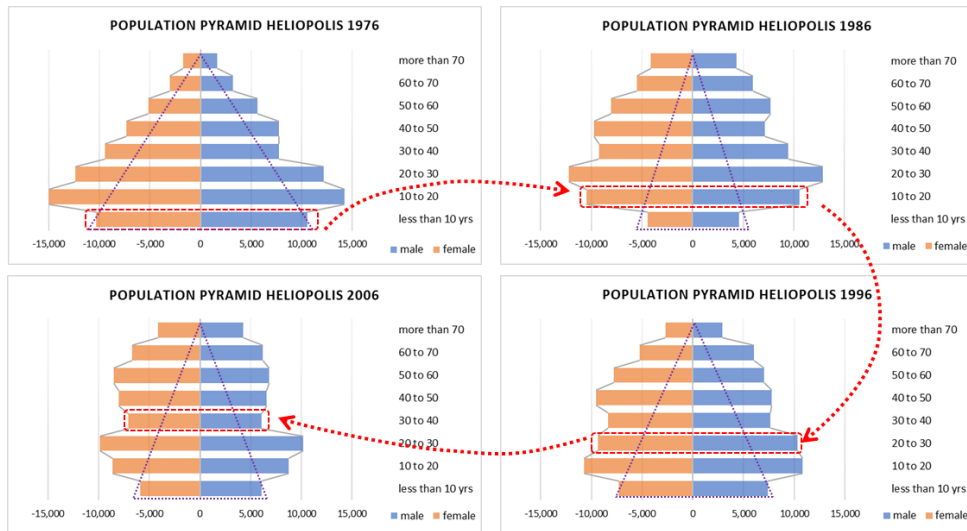 POPULATION PYRAMID HELIOPOLIS 1976
more than 70
60 to 70
50 to 60
40 to 50
30 to 40
20 to 30
10 to 20
less than 10 yrs
-15,000 -10,000 -5,000 0 5,000 10,000 15,000
male female
POPULATION PYRAMID HELIOPOLIS 1986
more than 70
60 to 70
50 to 60
40 to 50
30 to 40
20 to 30
10 to 20
less than 10 yrs
-15,000 -10,000 -5,000 0 5,000 10,000 15,000
male female
POPULATION PYRAMID HELIOPOLIS 2006
more than 70
60 to 70
50 to 60
40 to 50
30 to 40
20 to 30
10 to 20
less than 10 yrs
-15,000 -10,000 -5,000 0 5,000 10,000 15,000
male female
POPULATION PYRAMID HELIOPOLIS 1996
more than 70
60 to 70
50 to 60
40 to 50
30 to 40
20 to 30
10 to 20
less than 10 yrs
-15,000 -10,000 -5,000 0 5,000 10,000 15,000
male female